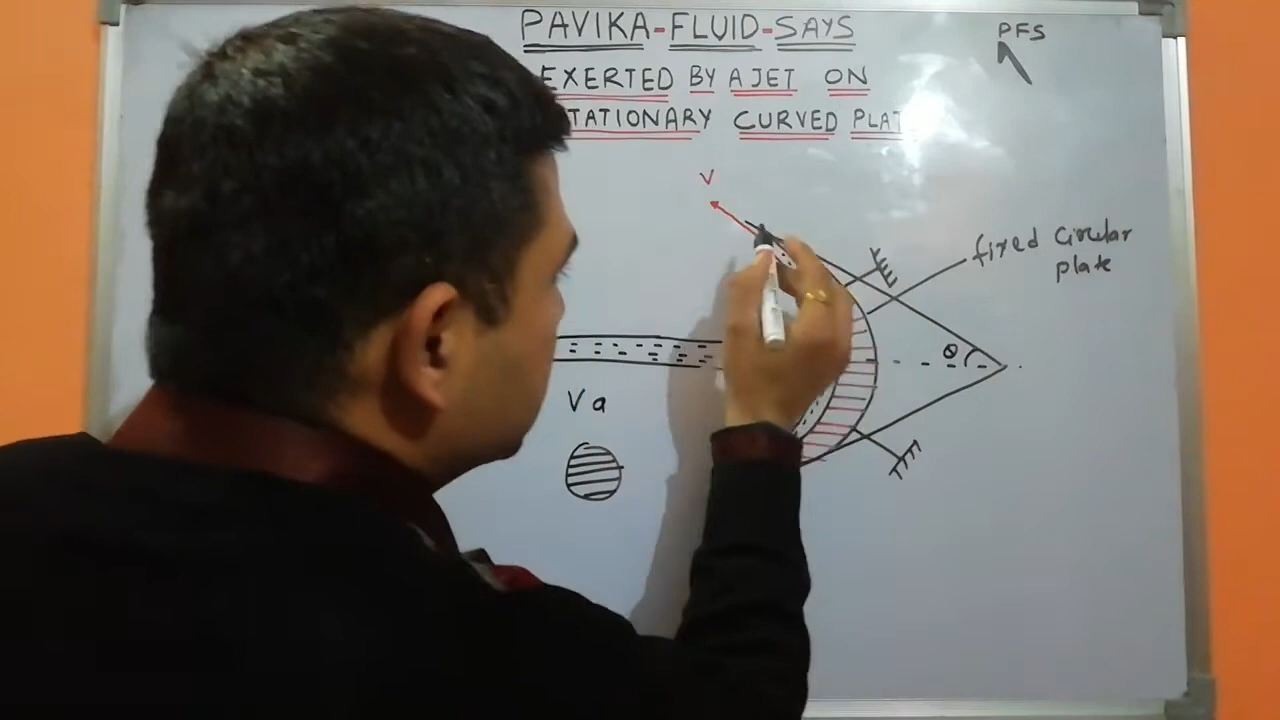 PAVIKA-FLUID-SAYS
PFS
EXERTED BY A JET ON
TATIONARY CURVED PLAT
V
fixed Circular
plate
θ
Va